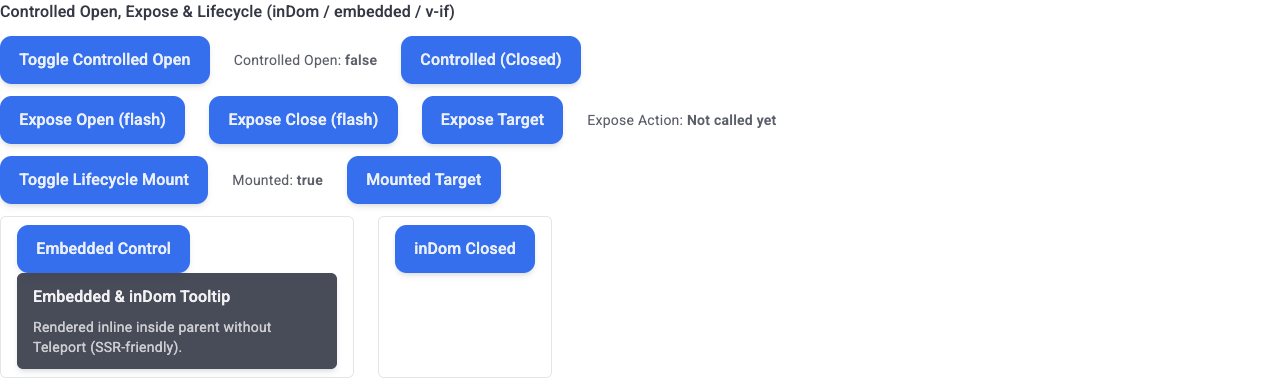 Controlled Open, Expose & Lifecycle (inDom / embedded / v-if)
Toggle Controlled Open Controlled Open: false Controlled (Closed)
Expose Open (flash) Expose Close (flash) Expose Target Expose Action: Not called yet
Toggle Lifecycle Mount Mounted: true Mounted Target
Embedded Control inDom Closed
Embedded & inDom Tooltip
Rendered inline inside parent without
Teleport (SSR-friendly).